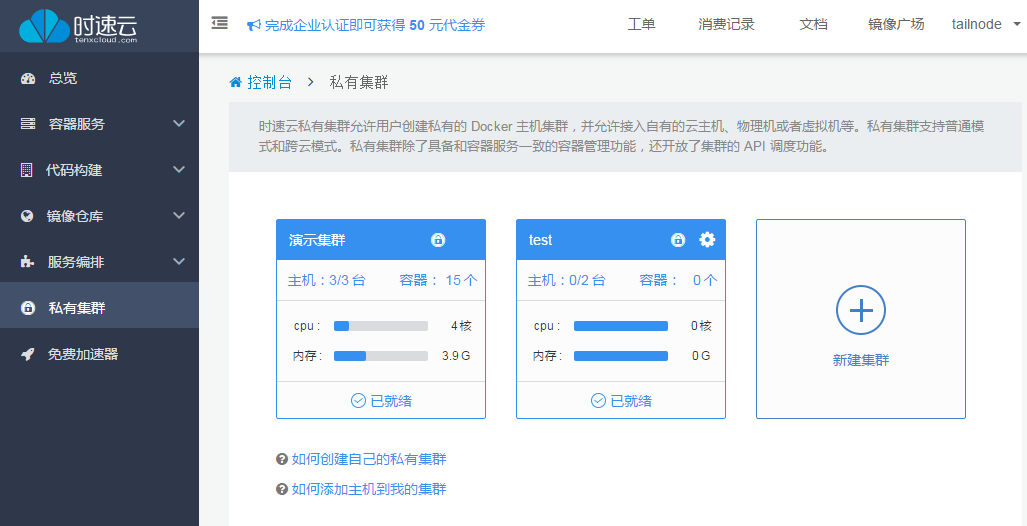 时速云
tenxcloud.com
完成企业认证即可获得 50 元代金券
工单
消费记录
文档
镜像广场
tailnode
总览
容器服务
代码构建
镜像仓库
服务编排
私有集群
免费加速器
控制台 > 私有集群
时速云私有集群允许用户创建私有的 Docker 主机集群，并允许接入自有的云主机、物理机或者虚拟机等。私有集群支持普通模
式和跨云模式。私有集群除了具备和容器服务一致的容器管理功能，还开放了集群的 API 调度功能。
演示集群
主机：3/3 台 容器： 15 个
cpu： 4 核
内存： 3.9 G
已就绪
test
主机：0/2 台 容器： 0 个
cpu： 0 核
内存： 0 G
已就绪
新建集群
如何创建自己的私有集群
如何添加主机到我的集群